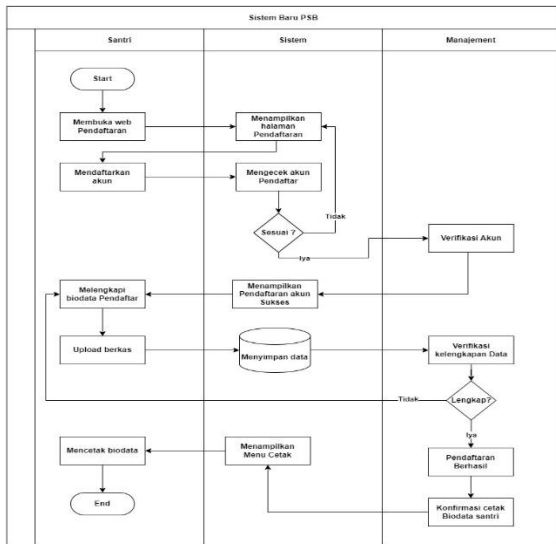 Sistem Baru PSB
Santri
Sistem
Manajement
Start
Membuka web
Pendaftaran
Menampilkan
halaman
Pendaftaran
Mendaftarkan
akun
Mengecek akun
Pendaftar
Tidak
Sesuai ?
Iya
Verifikasi Akun
Melengkapi
biodata Pendaftar
Menampilkan
Pendaftaran akun
Sukses
Upload berkas
Menyimpan data
Verifikasi
kelengkapan Data
Tidak
Lengkap?
Iya
Mencetak biodata
Menampilkan
Menu Cetak
Pendaftaran
Berhasil
End
Konfirmasi cetak
Biodata santri